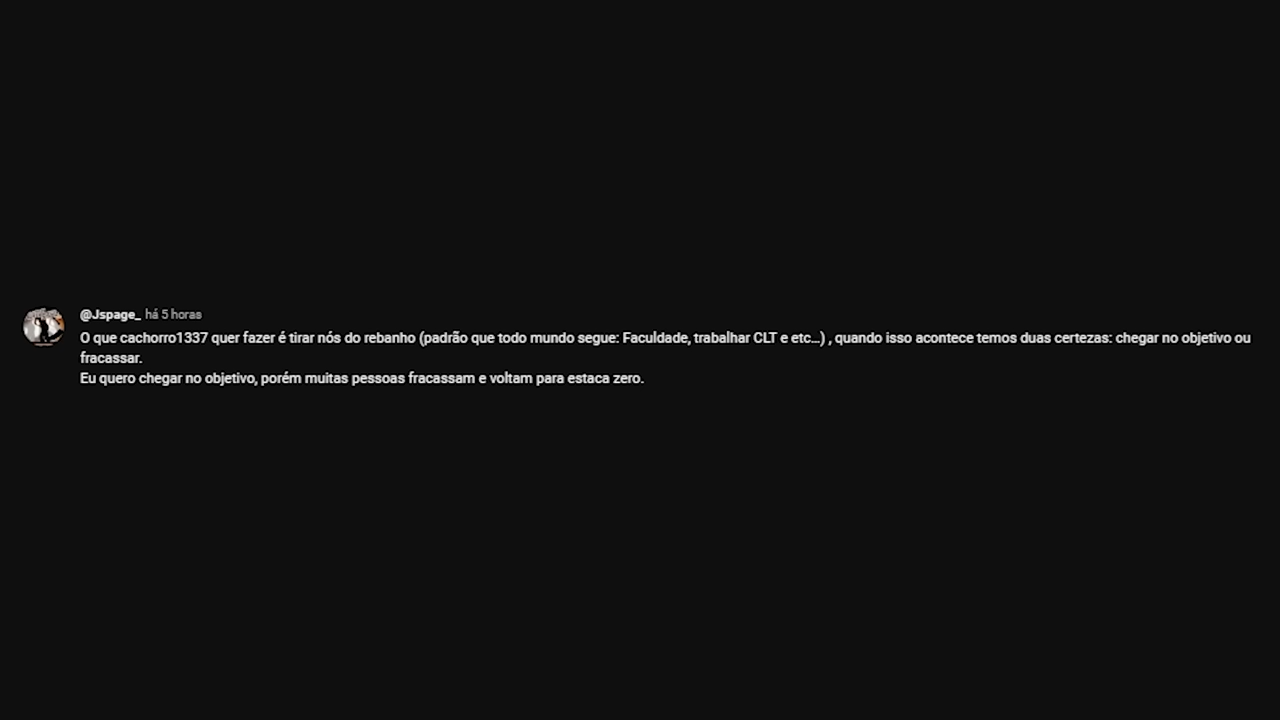 @Jspage_ há 5 horas
O que cachorro1337 quer fazer é tirar nós do rebanho (padrão que todo mundo segue: Faculdade, trabalhar CLT e etc...) , quando isso acontece temos duas certezas: chegar no objetivo ou
fracassar.
Eu quero chegar no objetivo, porém muitas pessoas fracassam e voltam para estaca zero.